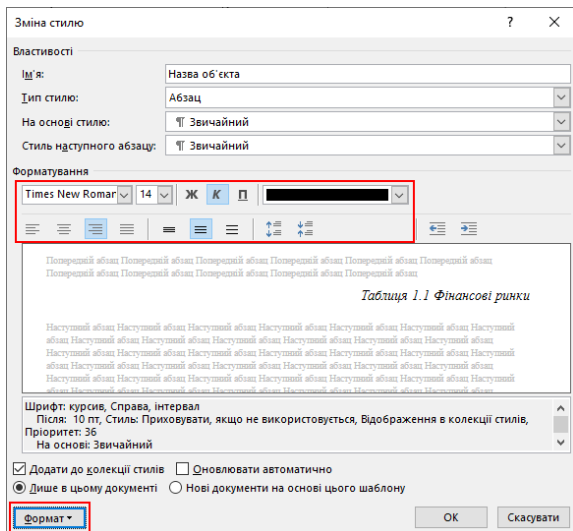 Зміна стилю ? ×
Властивості
Ім'я: Назва об'єкта
Тип стилю: Абзац
На основі стилю: ¶ Звичайний
Стиль наступного абзацу: ¶ Звичайний
Форматування
Times New Romar 14 Ж К П
Попередній абзац Попередній абзац Попередній абзац Попередній абзац Попередній абзац
Попередній абзац Попередній абзац Попередній абзац Попередній абзац
Таблиця 1.1 Фінансові ринки
Наступний абзац Наступний абзац Наступний абзац Наступний абзац Наступний
абзац Наступний абзац Наступний абзац Наступний абзац Наступний абзац
Наступний абзац Наступний абзац Наступний абзац Наступний абзац Наступний
абзац Наступний абзац Наступний абзац Наступний абзац Наступний абзац
Наступний абзац Наступний абзац Наступний абзац Наступний абзац Наступний
абзац Наступний абзац Наступний абзац Наступний абзац Наступний абзац
Шрифт: курсив, Справа, інтервал
Після: 10 пт, Стиль: Приховувати, якщо не використовується, Відображення в колекції стилів,
Пріоритет: 36
На основі: Звичайний
Додати до колекції стилів Оновлювати автоматично
Лише в цьому документі Нові документи на основі цього шаблону
Формат OK Скасувати